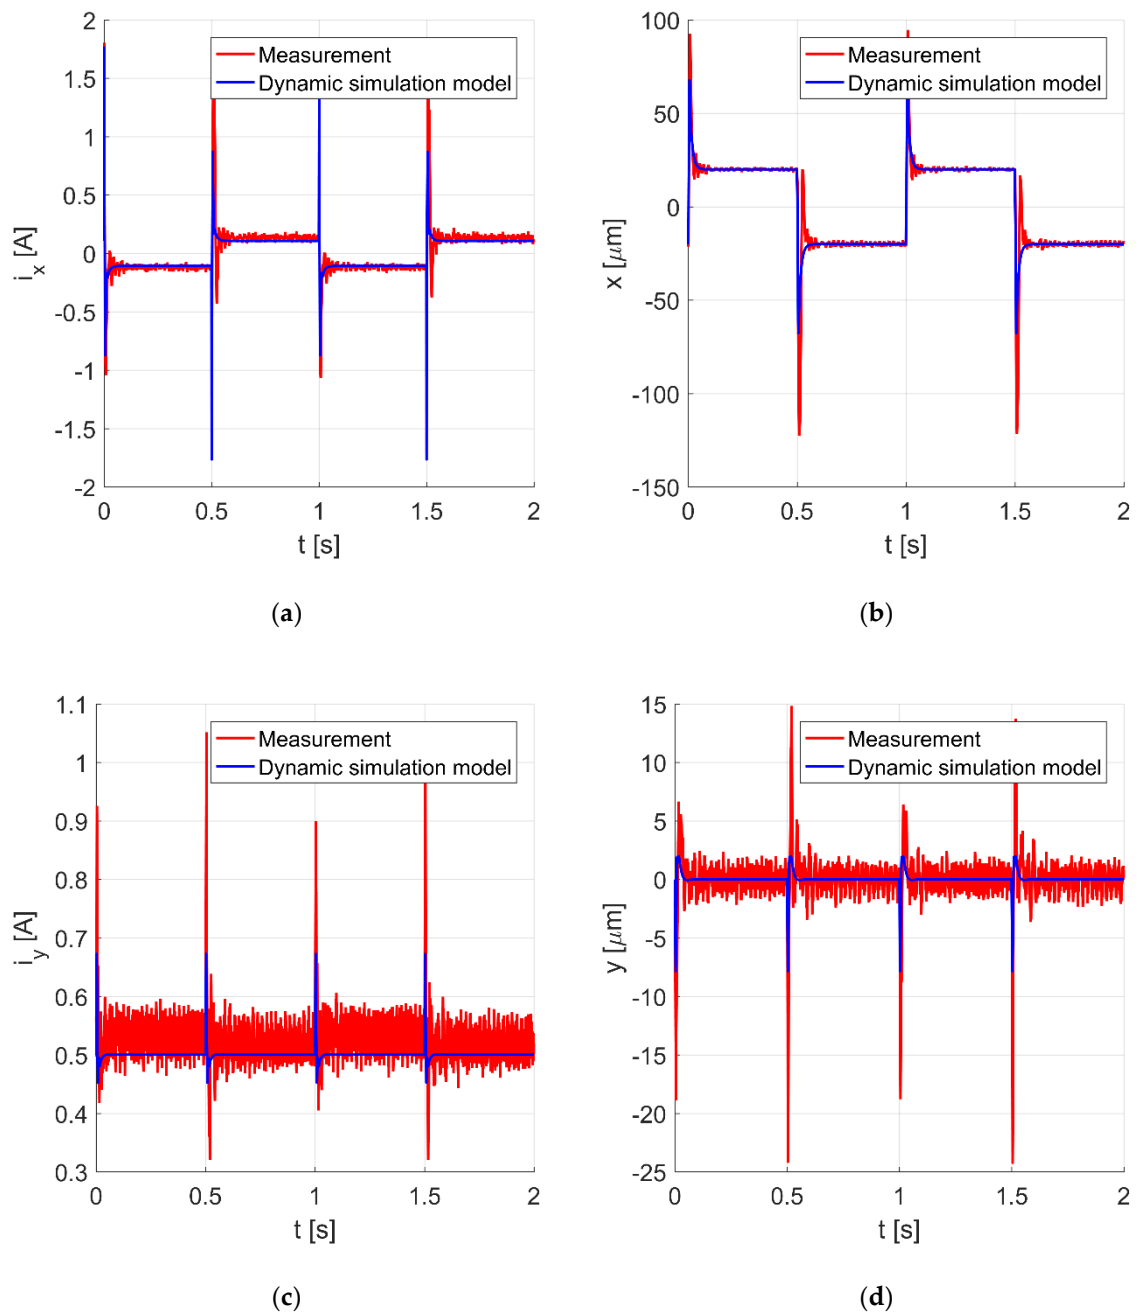 2
1.5
1
0.5
0
-0.5
-1
-1.5
-2
i_x [A]
Measurement
Dynamic simulation model
0 0.5 1 1.5 2
t [s]
(a)
100
50
0
-50
-100
-150
x [μm]
Measurement
Dynamic simulation model
0 0.5 1 1.5 2
t [s]
(b)
1.1
1
0.9
0.8
0.7
0.6
0.5
0.4
0.3
i_y [A]
Measurement
Dynamic simulation model
0 0.5 1 1.5 2
t [s]
(c)
15
10
5
0
-5
-10
-15
-20
-25
y [μm]
Measurement
Dynamic simulation model
0 0.5 1 1.5 2
t [s]
(d)